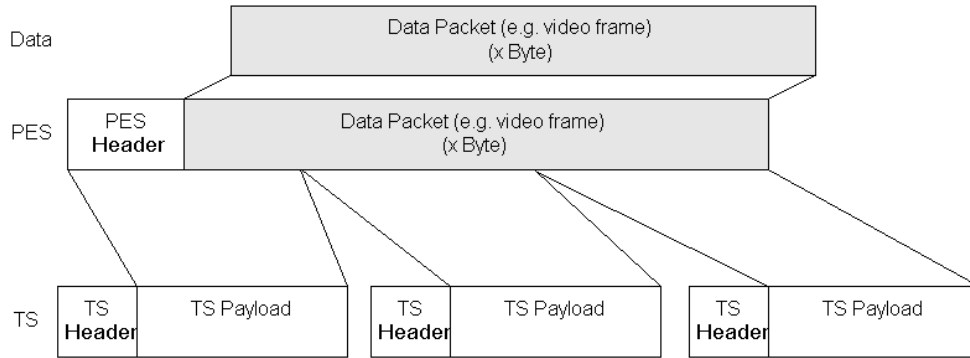 Data
Data Packet (e.g. video frame)
(x Byte)
PES
PES
Header
Data Packet (e.g. video frame)
(x Byte)
TS
TS
Header
TS Payload
TS
Header
TS Payload
TS
Header
TS Payload